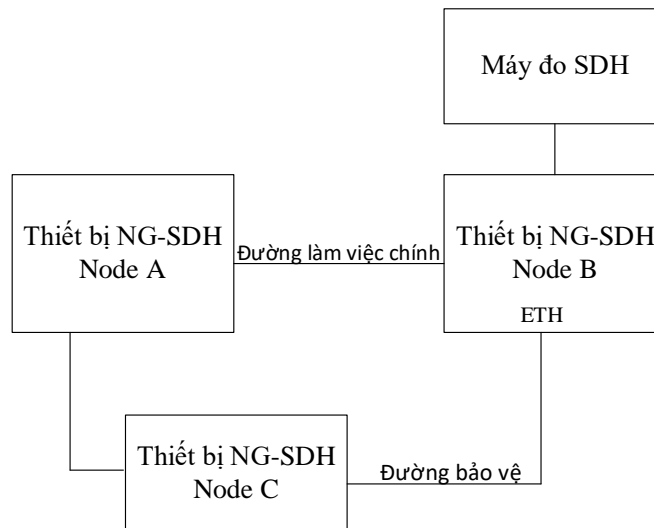 Máy đo SDH
Thiết bị NG-SDH
Node A
Đường làm việc chính
Thiết bị NG-SDH
Node B
ETH
Thiết bị NG-SDH
Node C
Đường bảo vệ